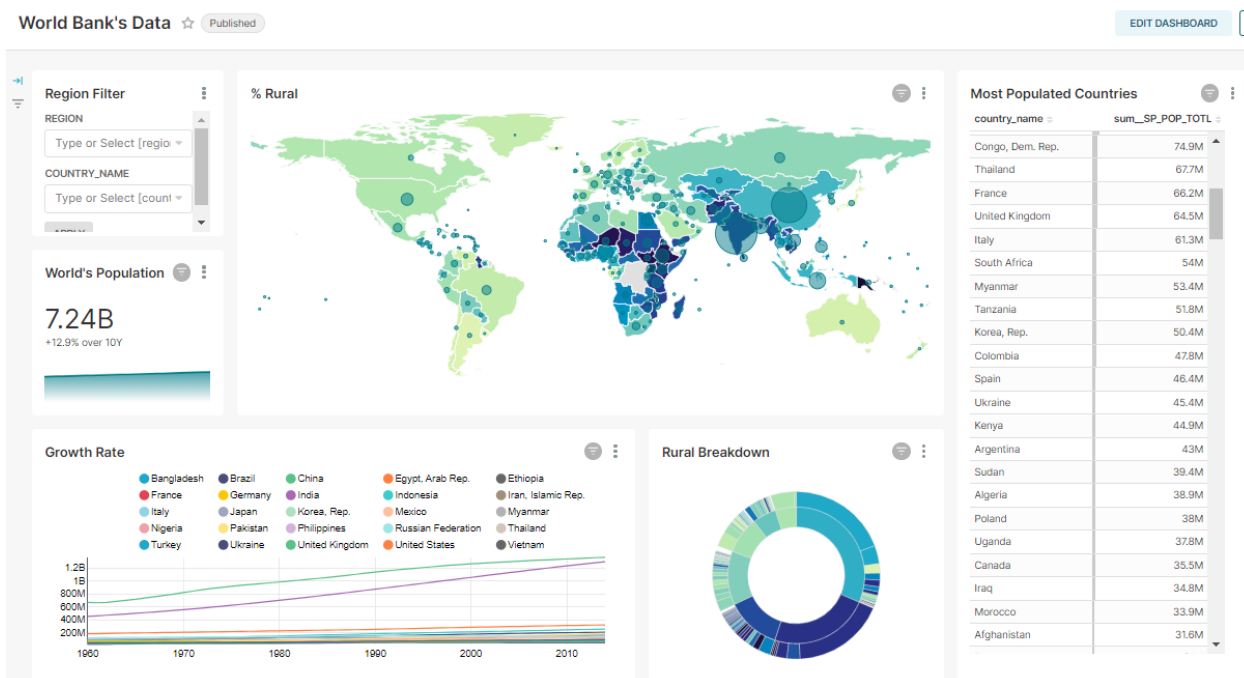 World Bank's Data ☆ Published
EDIT DASHBOARD
Region Filter
REGION
Type or Select [regio
COUNTRY_NAME
Type or Select [count
World's Population
7.24B
+12.9% over 10Y
% Rural
Most Populated Countries
country_name sum__SP_POP_TOTL
Congo, Dem. Rep. 74.9M
Thailand 67.7M
France 66.2M
United Kingdom 64.5M
Italy 61.3M
South Africa 54M
Myanmar 53.4M
Tanzania 51.8M
Korea, Rep. 50.4M
Colombia 47.8M
Spain 46.4M
Ukraine 45.4M
Kenya 44.9M
Argentina 43M
Sudan 39.4M
Algeria 38.9M
Poland 38M
Uganda 37.8M
Canada 35.5M
Iraq 34.8M
Morocco 33.9M
Afghanistan 31.6M
Growth Rate
Bangladesh Brazil China Egypt, Arab Rep. Ethiopia
France Germany India Indonesia Iran, Islamic Rep.
Italy Japan Korea, Rep. Mexico Myanmar
Nigeria Pakistan Philippines Russian Federation Thailand
Turkey Ukraine United Kingdom United States Vietnam
1.2B
1B
800M
600M
400M
200M
1960 1970 1980 1990 2000 2010
Rural Breakdown